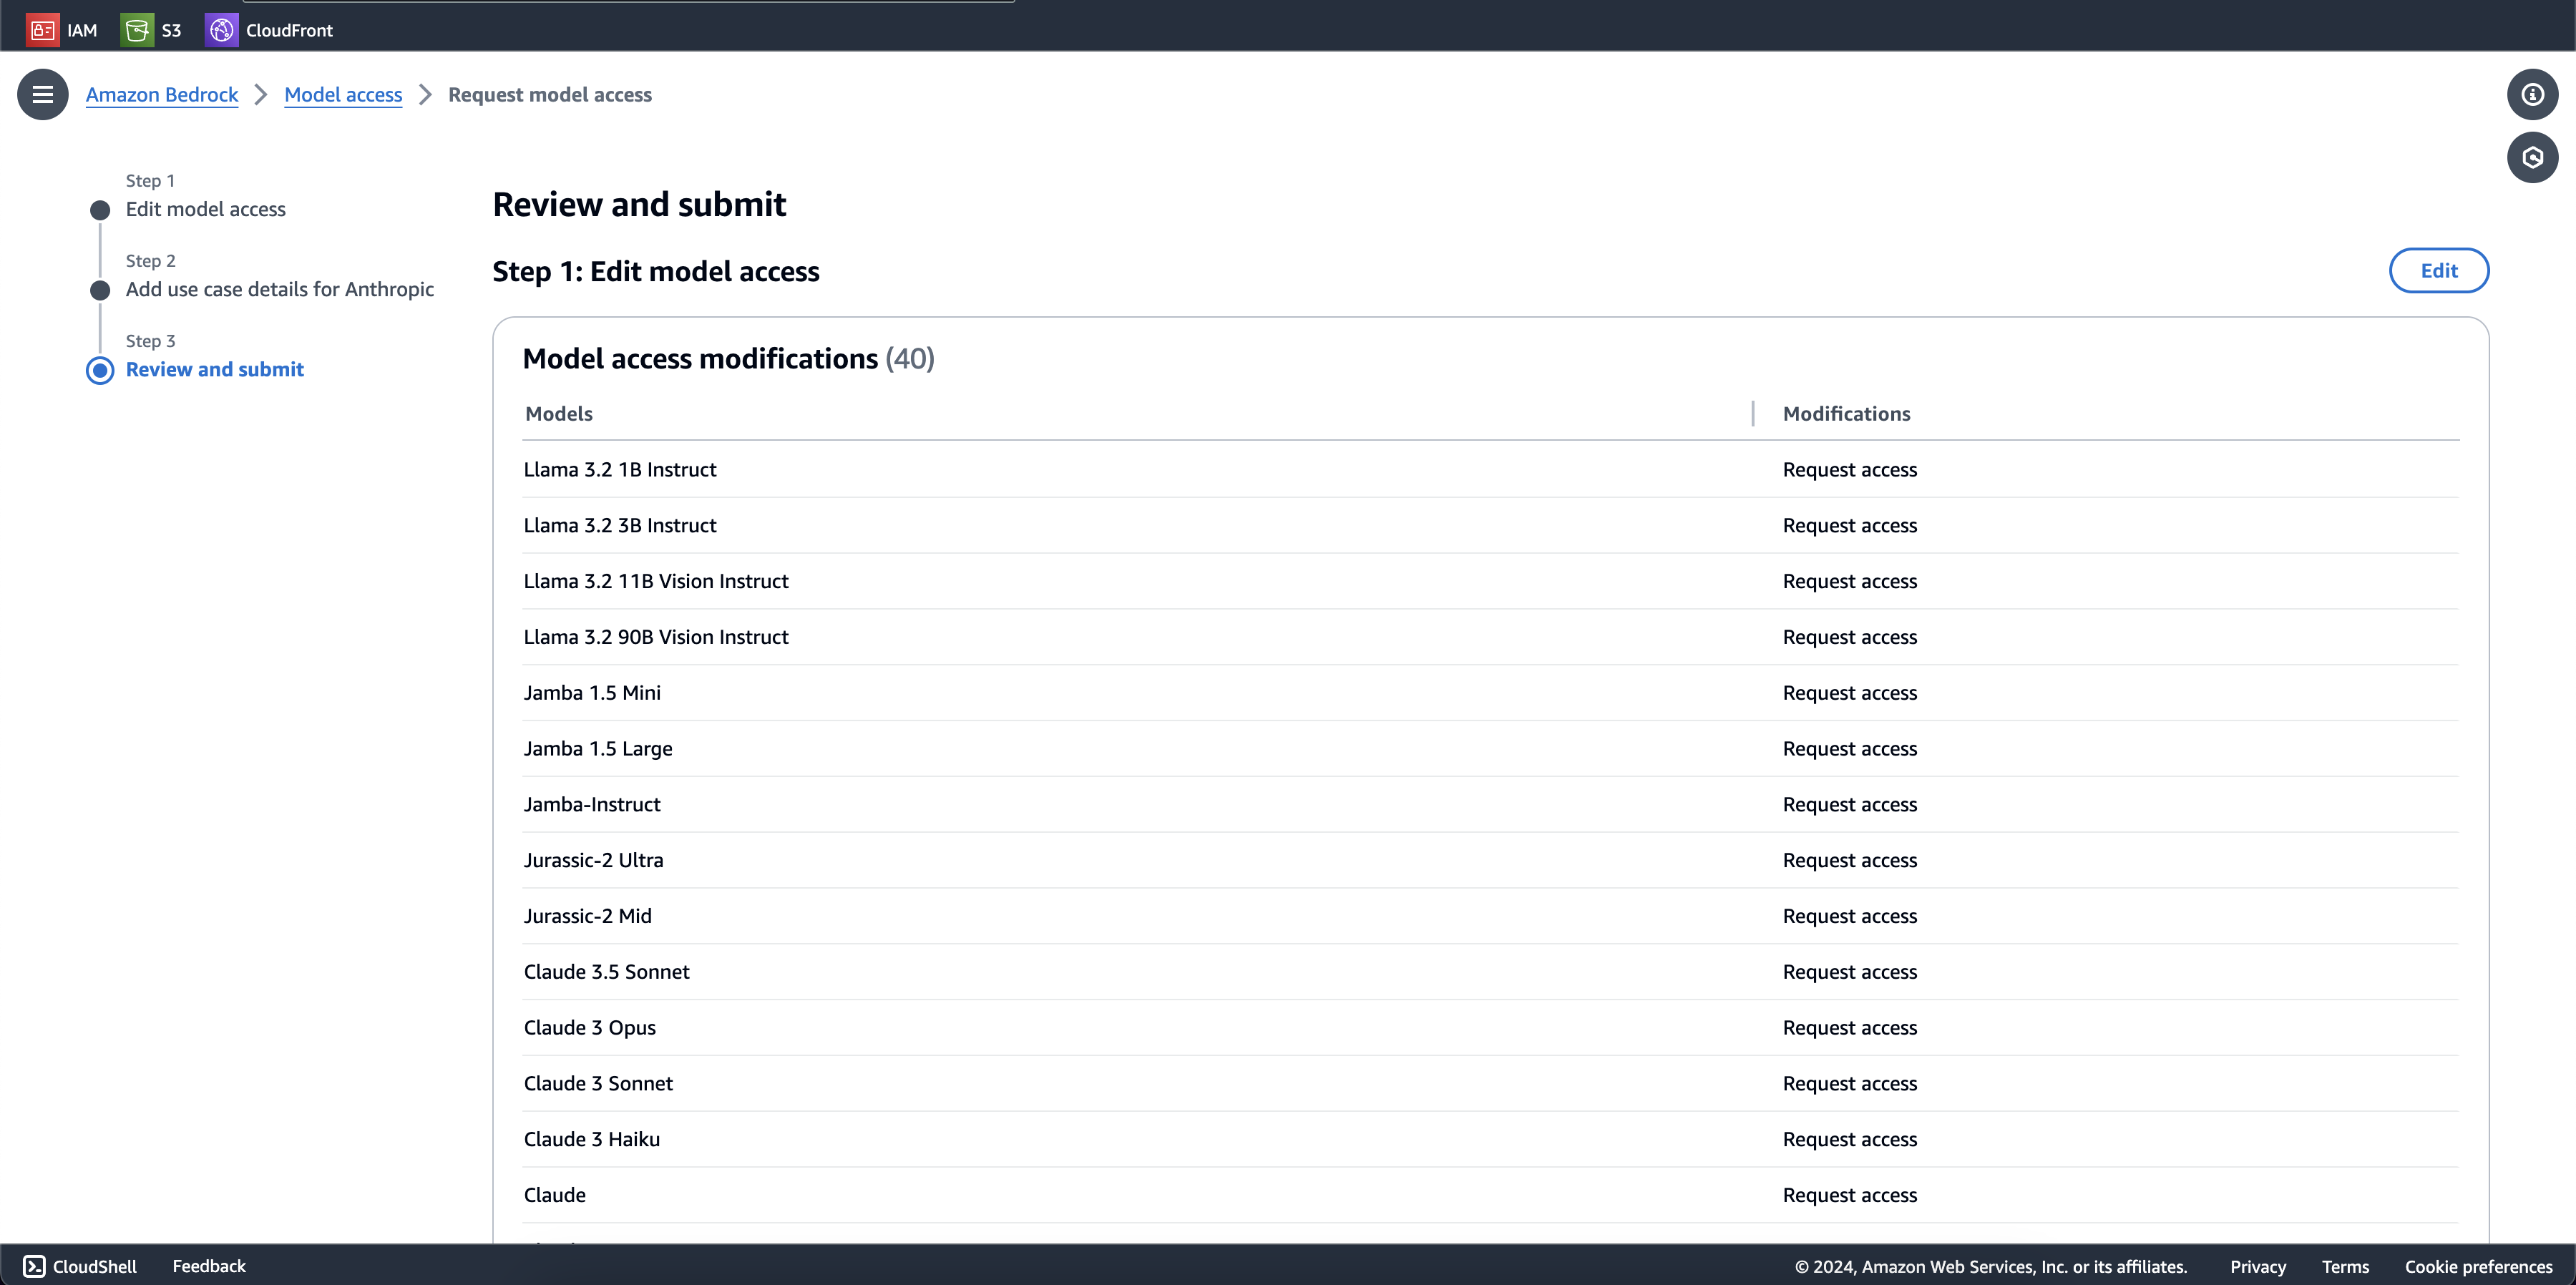 IAM S3 CloudFront
Amazon Bedrock Model access Request model access
Step 1
Edit model access
Step 2
Add use case details for Anthropic
Step 3
Review and submit
Review and submit
Step 1: Edit model access
Edit
Model access modifications (40)
Models Modifications
Llama 3.2 1B Instruct Request access
Llama 3.2 3B Instruct Request access
Llama 3.2 11B Vision Instruct Request access
Llama 3.2 90B Vision Instruct Request access
Jamba 1.5 Mini Request access
Jamba 1.5 Large Request access
Jamba-Instruct Request access
Jurassic-2 Ultra Request access
Jurassic-2 Mid Request access
Claude 3.5 Sonnet Request access
Claude 3 Opus Request access
Claude 3 Sonnet Request access
Claude 3 Haiku Request access
Claude Request access
CloudShell Feedback © 2024, Amazon Web Services, Inc. or its affiliates. Privacy Terms Cookie preferences